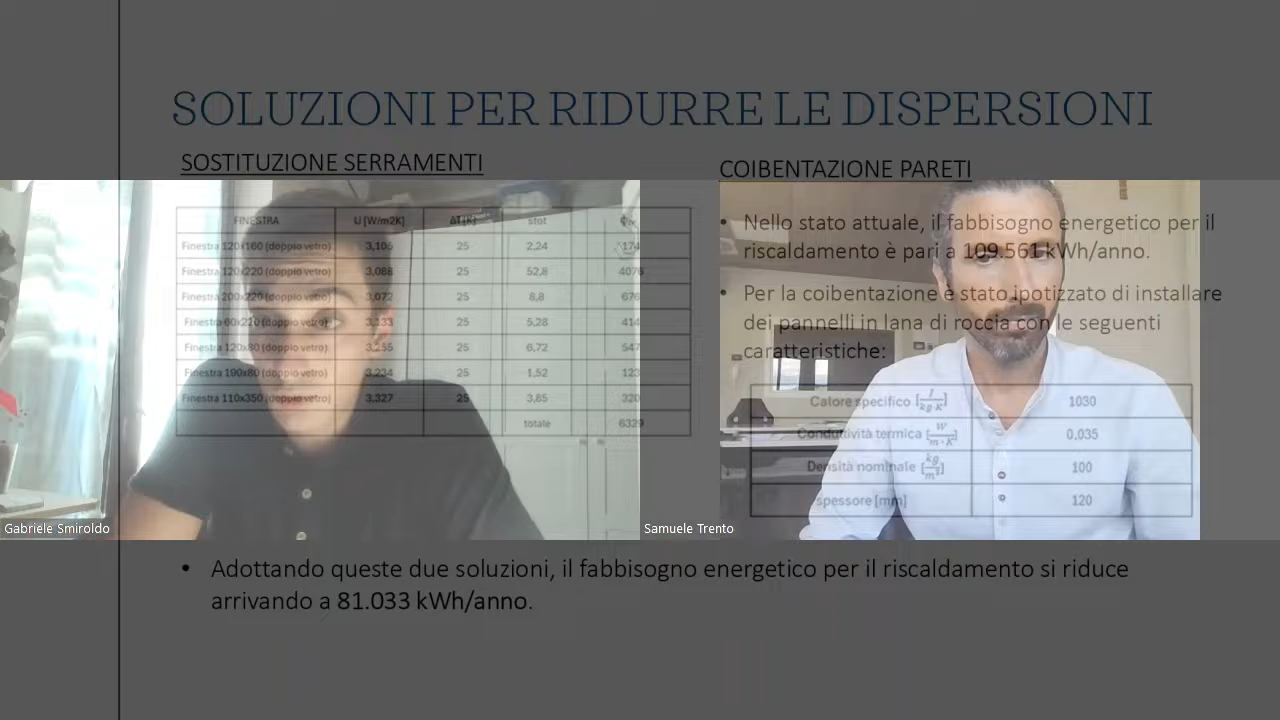 SOLUZIONI PER RIDURRE LE DISPERSIONI
SOSTITUZIONE SERRAMENTI
FINESTRA U [W/m2K] ΔT [K] stot
Finestra 120x160 (doppio vetro) 3,105 25 2,24 174
Finestra 120x220 (doppio vetro) 3,088 25 52,8 4076
Finestra 200x220 (doppio vetro) 3,072 25 8,8 676
Finestra 60x220 (doppio vetro) 3,133 25 5,28 414
Finestra 120x80 (doppio vetro) 3,255 25 6,72 547
Finestra 190x80 (doppio vetro) 3,234 25 1,52 123
Finestra 110x350 (doppio vetro) 3,327 25 3,85 320
totale 6329
COIBENTAZIONE PARETI
• Nello stato attuale, il fabbisogno energetico per il
riscaldamento è pari a 109.561 kWh/anno.
• Per la coibentazione è stato ipotizzato di installare
dei pannelli in lana di roccia con le seguenti
caratteristiche:
Calore specifico [J/kg·K] 1030
Conduttività termica [W/m·K] 0,035
Densità nominale [kg/m³] 100
spessore [mm] 120
Gabriele Smiroldo
Samuele Trento
• Adottando queste due soluzioni, il fabbisogno energetico per il riscaldamento si riduce
arrivando a 81.033 kWh/anno.